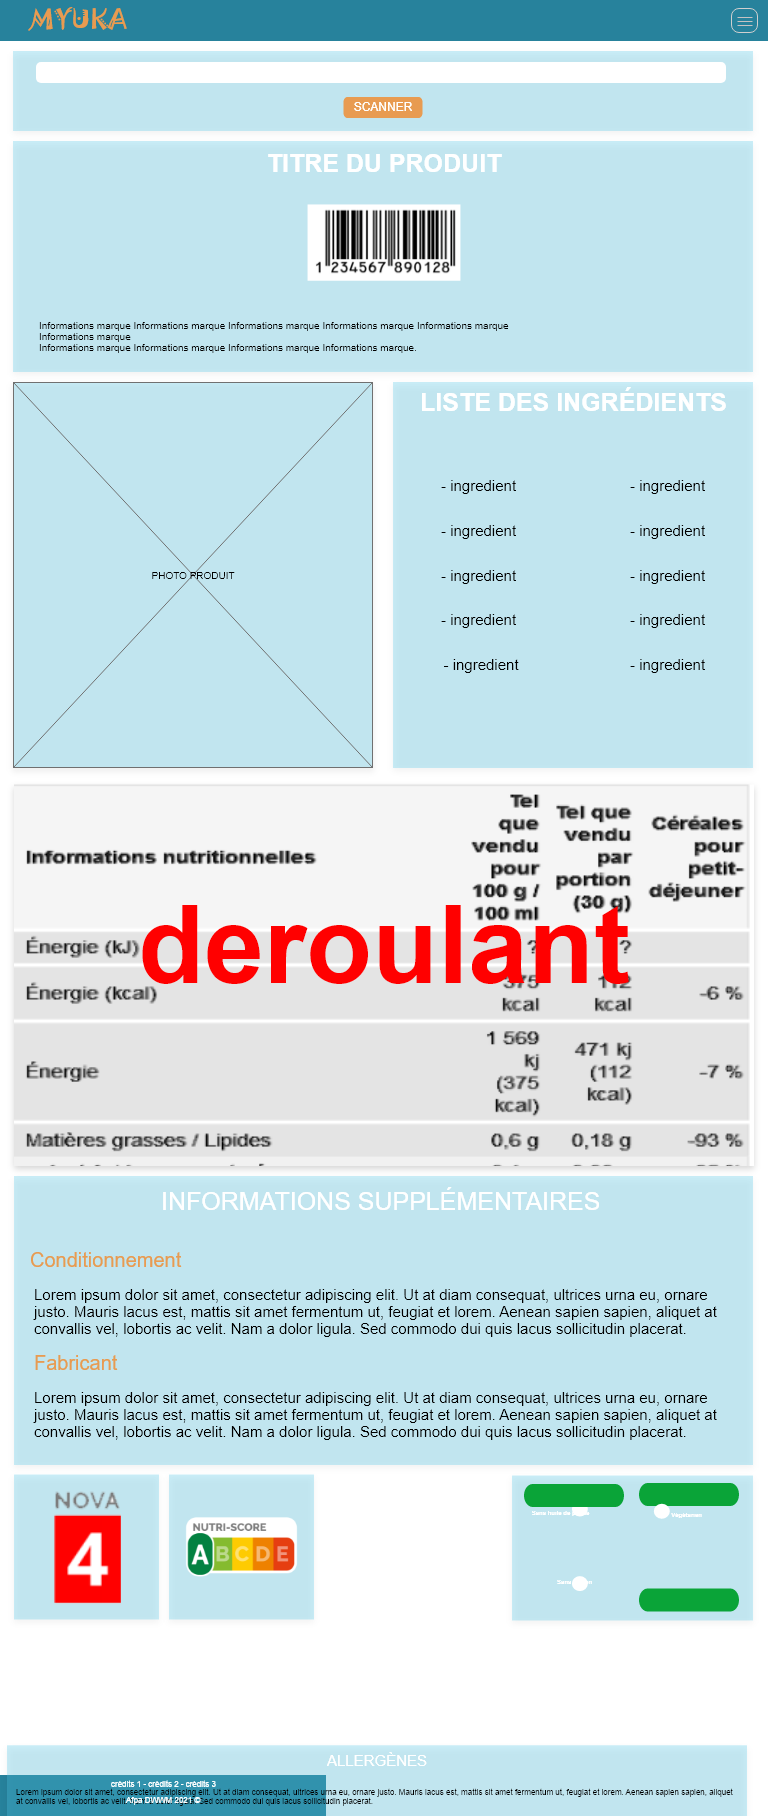 MYUKA
SCANNER
TITRE DU PRODUIT
1 234567 890128
Informations marque Informations marque Informations marque Informations marque Informations marque
Informations marque
Informations marque Informations marque Informations marque Informations marque.
PHOTO PRODUIT
LISTE DES INGRÉDIENTS
- ingredient - ingredient
- ingredient - ingredient
- ingredient - ingredient
- ingredient - ingredient
- ingredient - ingredient
Informations nutritionnelles
Tel
que
vendu
pour
100 g /
100 ml
Tel que
vendu
par
portion
(30 g)
Céréales
pour
petit-
déjeuner
deroulant
Énergie (kJ) ? ?
Énergie (kcal) 375 kcal 112 kcal -6 %
Énergie
1 569
kj
(375
kcal)
471 kj
(112
kcal)
-7 %
Matières grasses / Lipides 0,6 g 0,18 g -93 %
INFORMATIONS SUPPLÉMENTAIRES
Conditionnement
Lorem ipsum dolor sit amet, consectetur adipiscing elit. Ut at diam consequat, ultrices urna eu, ornare
justo. Mauris lacus est, mattis sit amet fermentum ut, feugiat et lorem. Aenean sapien sapien, aliquet at
convallis vel, lobortis ac velit. Nam a dolor ligula. Sed commodo dui quis lacus sollicitudin placerat.
Fabricant
Lorem ipsum dolor sit amet, consectetur adipiscing elit. Ut at diam consequat, ultrices urna eu, ornare
justo. Mauris lacus est, mattis sit amet fermentum ut, feugiat et lorem. Aenean sapien sapien, aliquet at
convallis vel, lobortis ac velit. Nam a dolor ligula. Sed commodo dui quis lacus sollicitudin placerat.
NOVA
4
NUTRI-SCORE
A B C D E
Sans huile de
Végétarien
Sans
ALLERGÈNES
crédits 1 - crédits 2 - crédits 3
Lorem ipsum dolor sit amet, consectetur adipiscing elit. Ut at diam consequat, ultrices urna eu, ornare justo. Mauris lacus est, mattis sit amet fermentum ut, feugiat et lorem. Aenean sapien sapien, aliquet
at convallis vel, lobortis ac velit. Sed commodo dui quis lacus sollicitudin placerat.
Afpa DWWM 2021 ©